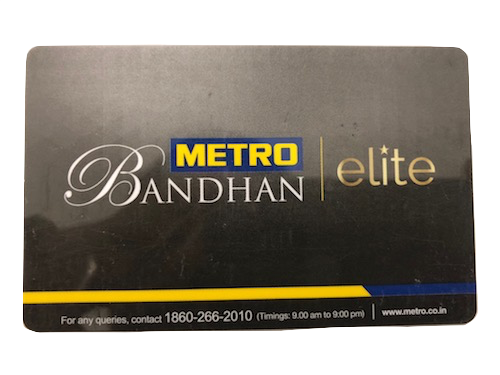 METRO
BANDHAN | elite
For any queries, contact 1860-266-2010 (Timings: 9.00 am to 9:00 pm) | www.metro.co.in